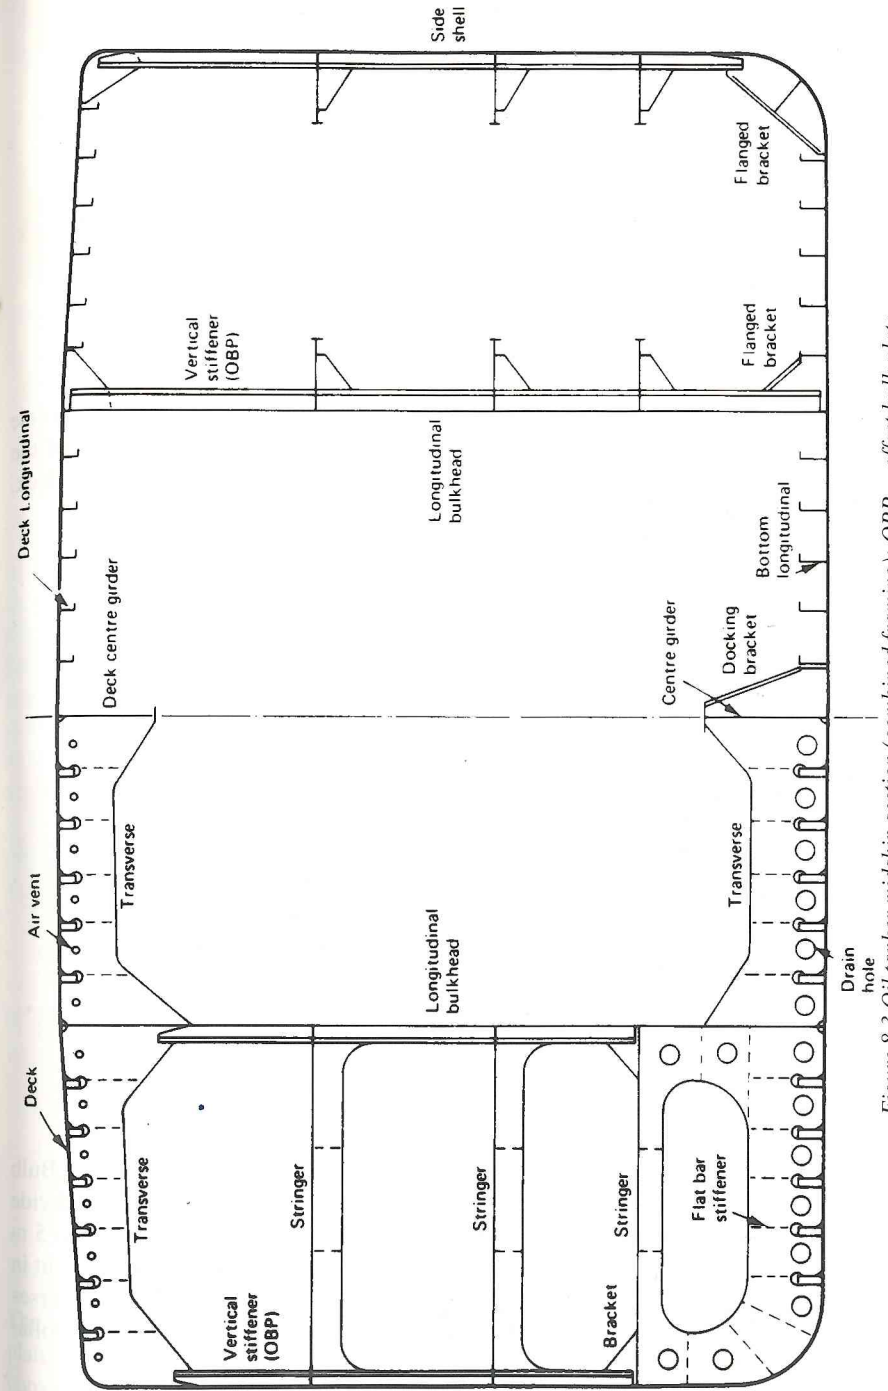 Side
shell
Deck Longitudinal
Air vent
Deck
Vertical
stiffener
(OBP)
Flanged
bracket
Flanged
bracket
Deck centre girder
Longitudinal
bulkhead
Bottom
longitudinal
Centre girder
Docking
bracket
Transverse
Longitudinal
bulkhead
Transverse
Drain
hole
Transverse
Stringer
Stringer
Stringer
Flat bar
stiffener
Vertical
stiffener
(OBP)
Bracket
Figure 8.3 Oil tanker midship section (combined framing). OBP—offset bulb plate
Bulb
vide